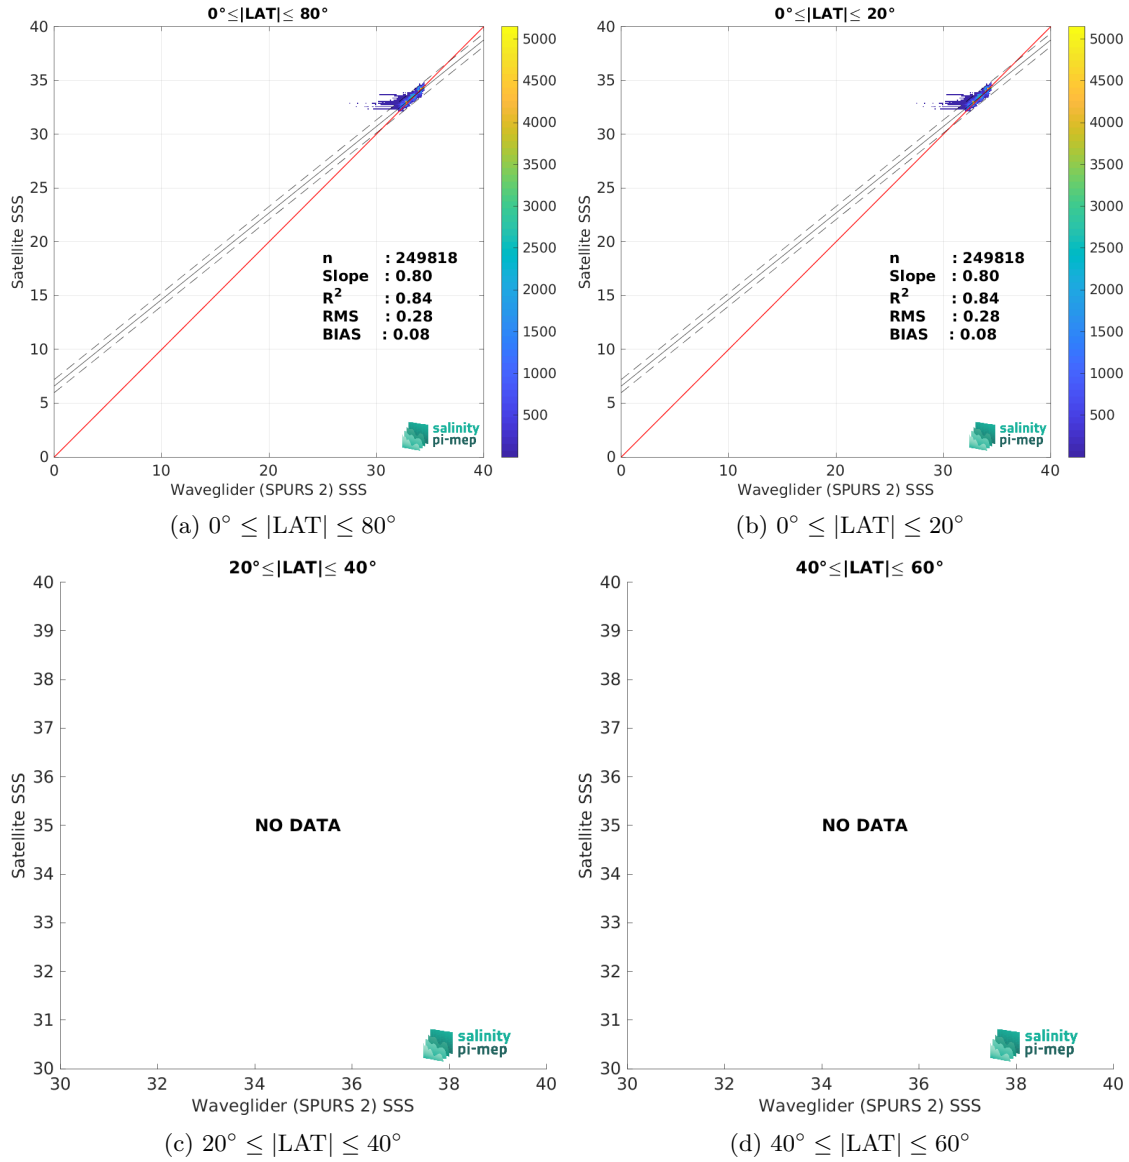 0°≤|LAT|≤ 80°
40
35
30
25
20
15
10
5
0
0
10
20
30
40
Satellite SSS
Waveglider (SPURS 2) SSS
n : 249818
Slope : 0.80
R² : 0.84
RMS : 0.28
BIAS : 0.08
salinity
pi-mep
5000
4500
4000
3500
3000
2500
2000
1500
1000
500
(a) 0° ≤ |LAT| ≤ 80°
0°≤|LAT|≤ 20°
40
35
30
25
20
15
10
5
0
0
10
20
30
40
Satellite SSS
Waveglider (SPURS 2) SSS
n : 249818
Slope : 0.80
R² : 0.84
RMS : 0.28
BIAS : 0.08
salinity
pi-mep
5000
4500
4000
3500
3000
2500
2000
1500
1000
500
(b) 0° ≤ |LAT| ≤ 20°
20°≤|LAT|≤ 40°
40
39
38
37
36
35
34
33
32
31
30
30
32
34
36
38
40
Satellite SSS
Waveglider (SPURS 2) SSS
NO DATA
salinity
pi-mep
(c) 20° ≤ |LAT| ≤ 40°
40°≤|LAT|≤ 60°
40
39
38
37
36
35
34
33
32
31
30
30
32
34
36
38
40
Satellite SSS
Waveglider (SPURS 2) SSS
NO DATA
salinity
pi-mep
(d) 40° ≤ |LAT| ≤ 60°